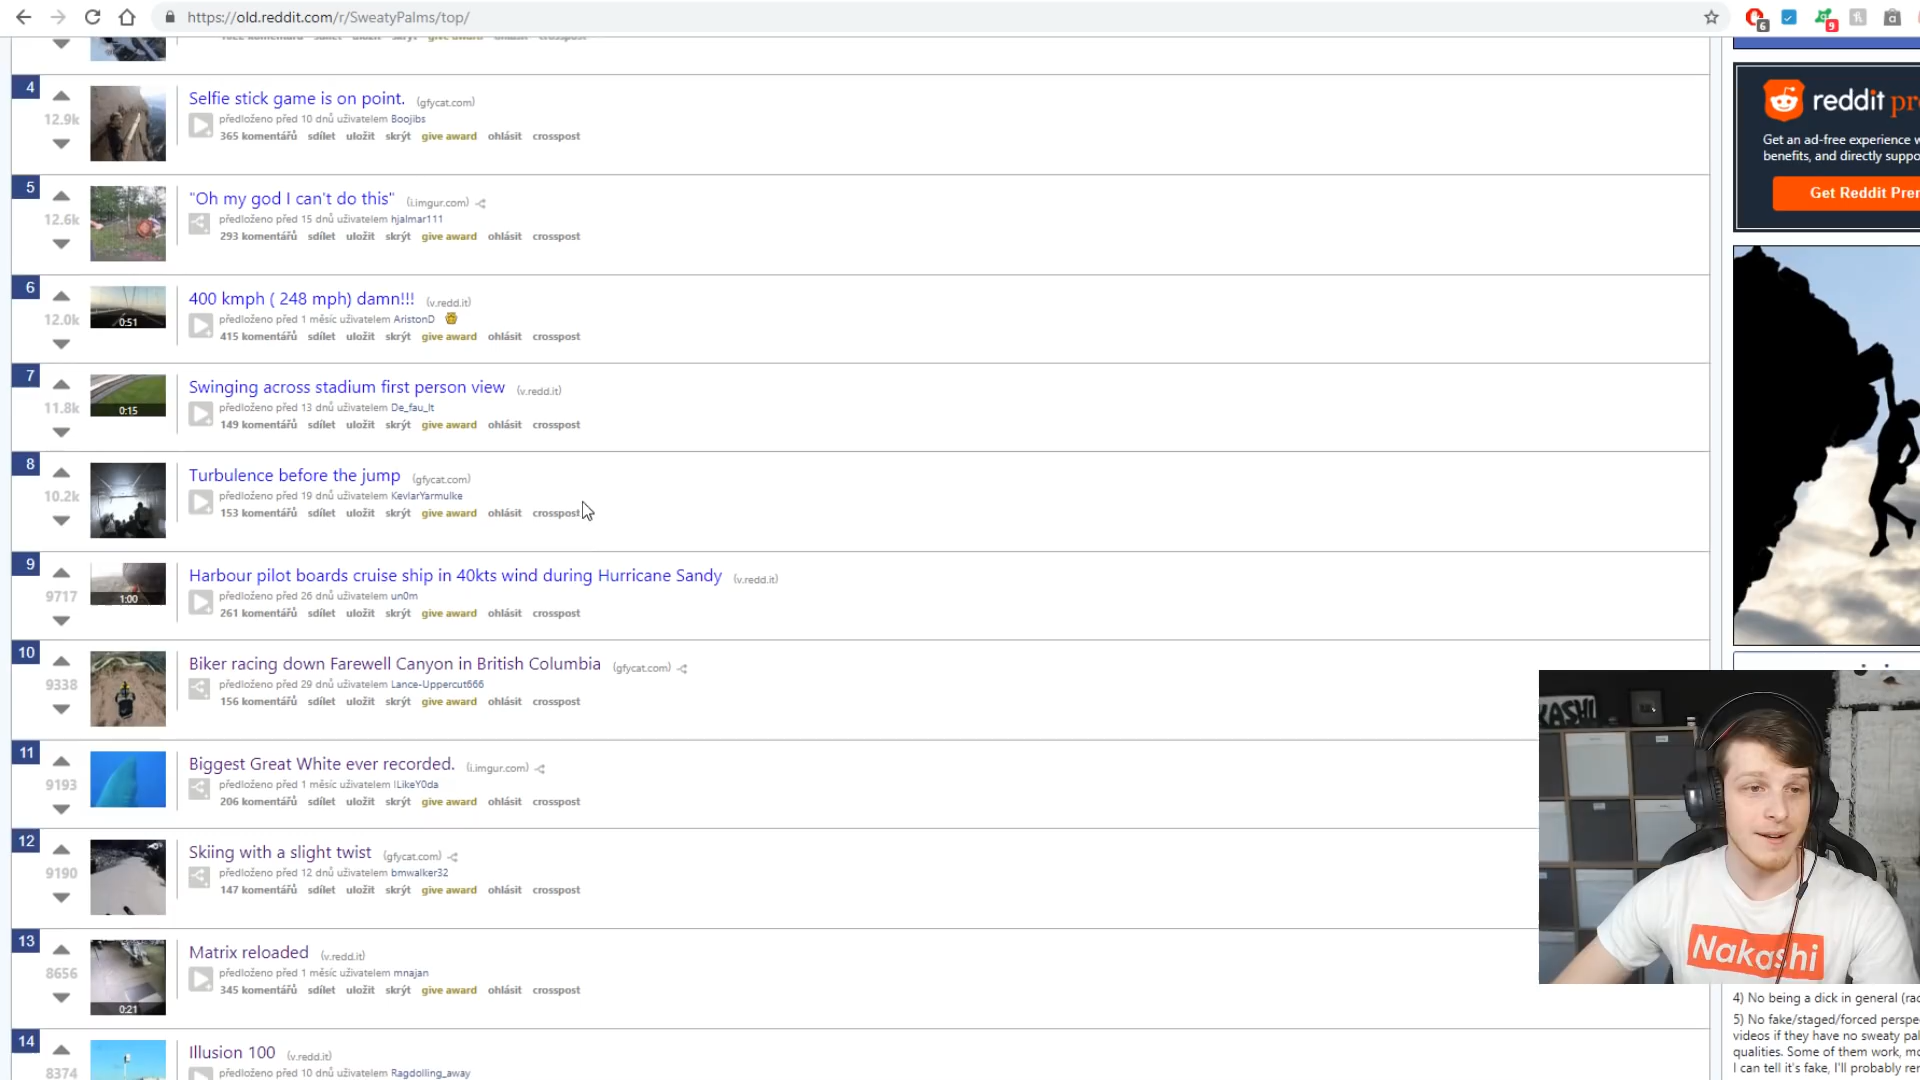 https://old.reddit.com/r/SweatyPalms/top/
6
9
4
12.9k
Selfie stick game is on point. (gfycat.com)
předloženo před 10 dnů uživatelem Boojibs
365 komentářů sdílet uložit skrýt give award ohlásit crosspost
5
12.6k
"Oh my god I can't do this" (i.imgur.com)
předloženo před 15 dnů uživatelem hjalmar111
293 komentářů sdílet uložit skrýt give award ohlásit crosspost
6
12.0k
0:51
400 kmph ( 248 mph) damn!!! (v.redd.it)
předloženo před 1 měsíc uživatelem AristonD
415 komentářů sdílet uložit skrýt give award ohlásit crosspost
7
11.8k
0:15
Swinging across stadium first person view (v.redd.it)
předloženo před 13 dnů uživatelem De_fau_lt
149 komentářů sdílet uložit skrýt give award ohlásit crosspost
8
10.2k
Turbulence before the jump (gfycat.com)
předloženo před 19 dnů uživatelem KevlarYarmulke
153 komentářů sdílet uložit skrýt give award ohlásit crosspost
9
9717
1:00
Harbour pilot boards cruise ship in 40kts wind during Hurricane Sandy (v.redd.it)
předloženo před 26 dnů uživatelem un0m
261 komentářů sdílet uložit skrýt give award ohlásit crosspost
10
9338
Biker racing down Farewell Canyon in British Columbia (gfycat.com)
předloženo před 29 dnů uživatelem Lance-Uppercut666
156 komentářů sdílet uložit skrýt give award ohlásit crosspost
11
9193
Biggest Great White ever recorded. (i.imgur.com)
předloženo před 1 měsíc uživatelem ILikeY0da
206 komentářů sdílet uložit skrýt give award ohlásit crosspost
12
9190
Skiing with a slight twist (gfycat.com)
předloženo před 12 dnů uživatelem bmwalker32
147 komentářů sdílet uložit skrýt give award ohlásit crosspost
13
8656
0:21
Matrix reloaded (v.redd.it)
předloženo před 1 měsíc uživatelem mnajan
345 komentářů sdílet uložit skrýt give award ohlásit crosspost
14
8374
Illusion 100 (v.redd.it)
předloženo před 10 dnů uživatelem Ragdolling_away
reddit pre
Get an ad-free experience w
benefits, and directly suppo
Get Reddit Prem
KASHI
Nakashi
4) No being a dick in general (rac
5) No fake/staged/forced perspe
videos if they have no sweaty pal
qualities. Some of them work, mo
I can tell it's fake, I'll probably rem